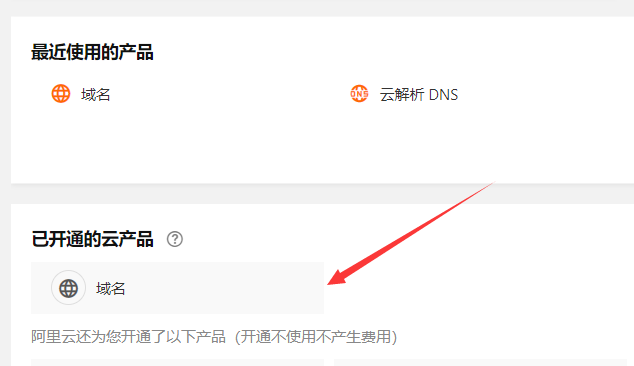 最近使用的产品
域名
云解析 DNS
已开通的云产品
域名
阿里云还为您开通了以下产品（开通不使用不产生费用）